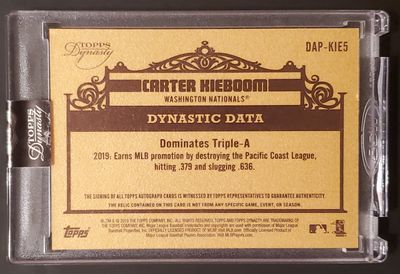 TOPPS
Dynasty
DAP-KIE5
CARTER KIEBOOM
WASHINGTON NATIONALS®
DYNASTIC DATA
Dominates Triple-A
2019: Earns MLB promotion by destroying the Pacific Coast League,
hitting .379 and slugging .636.
THE SIGNING OF ALL TOPPS AUTOGRAPH CARDS IS WITNESSED BY TOPPS REPRESENTATIVES TO GUARANTEE AUTHENTICITY
THE RELIC CONTAINED ON THIS CARD IS NOT FROM ANY SPECIFIC GAME, EVENT, OR SEASON.
topps
TOPPS
Dynasty